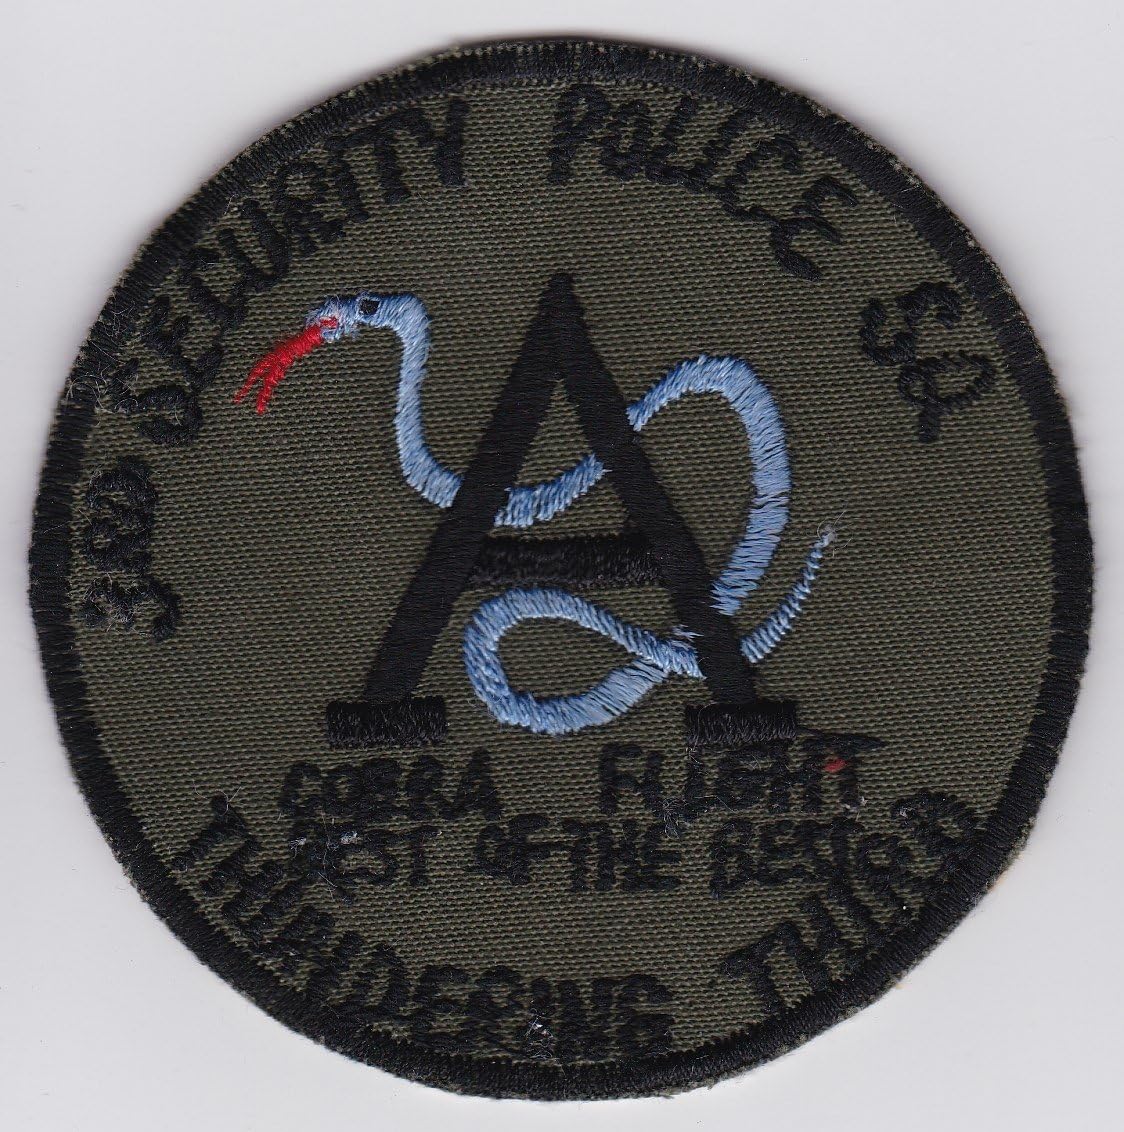 3RD SECURITY POLICE SQ
A
COBRA FLIGHT
BEST OF THE BEST
THUNDERING THIRD